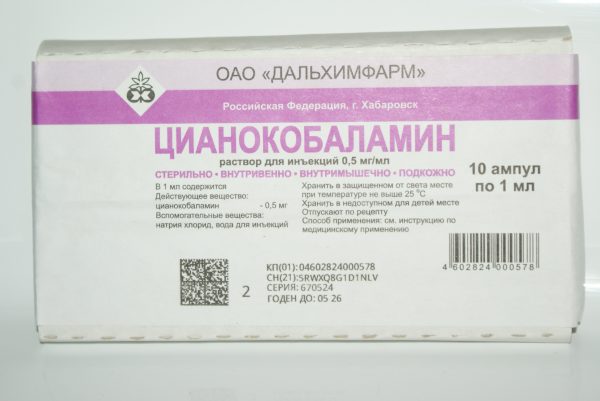 ОАО «ДАЛЬХИМФАРМ»
Российская Федерация, г. Хабаровск
ЦИАНОКОБАЛАМИН
раствор для инъекций 0,5 мг/мл
СТЕРИЛЬНО • ВНУТРИВЕННО • ВНУТРИМЫШЕЧНО • ПОДКОЖНО
10 ампул
по 1 мл
В 1 мл содержится
Действующее вещество:
цианокобаламин - 0,5 мг
Вспомогательные вещества:
натрия хлорид, вода для инъекций
Хранить в защищенном от света месте
при температуре не выше 25 °С
Хранить в недоступном для детей месте
Отпускают по рецепту
Способ применения: см. инструкцию по
медицинскому применению
2
КП(01): 04602824000578
СН(21): SRWXQ8G1D1NLV
СЕРИЯ: 670524
ГОДЕН ДО: 05 26
4 602824 000578